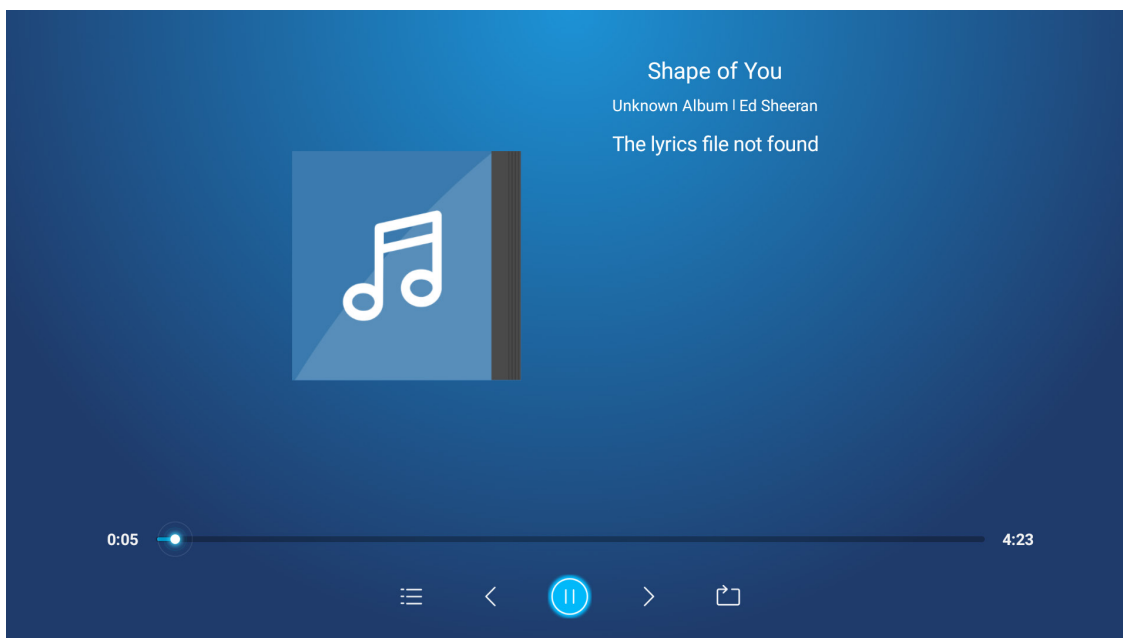 Shape of You
Unknown Album | Ed Sheeran
The lyrics file not found
0:05
4:23